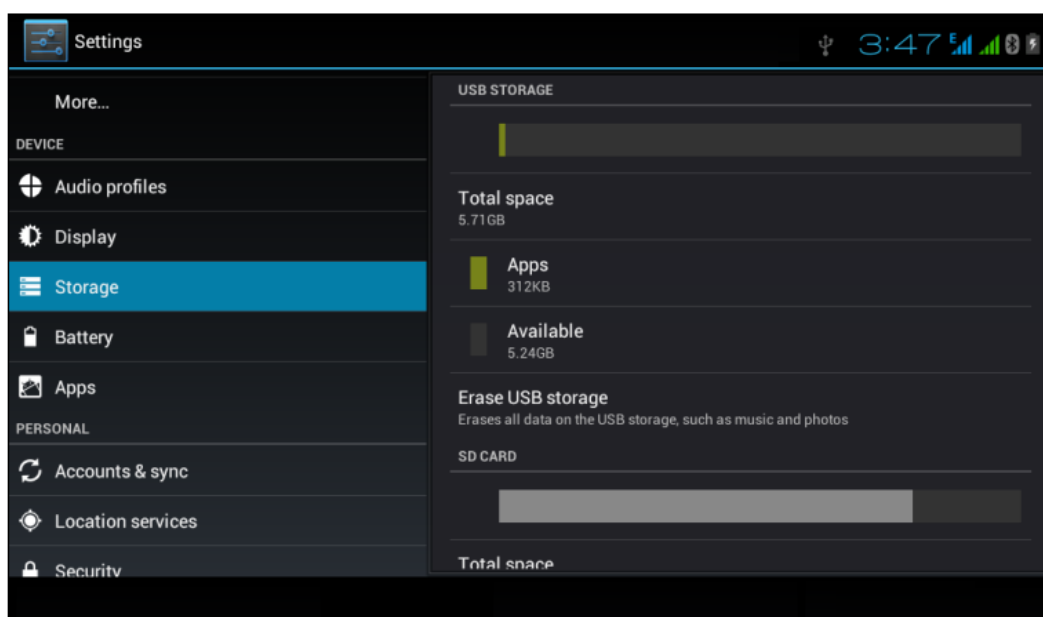 Settings
3:47
E
More...
DEVICE
Audio profiles
Display
Storage
Battery
Apps
PERSONAL
Accounts & sync
Location services
Security
USB STORAGE
Total space
5.71GB
Apps
312KB
Available
5.24GB
Erase USB storage
Erases all data on the USB storage, such as music and photos
SD CARD
Total space